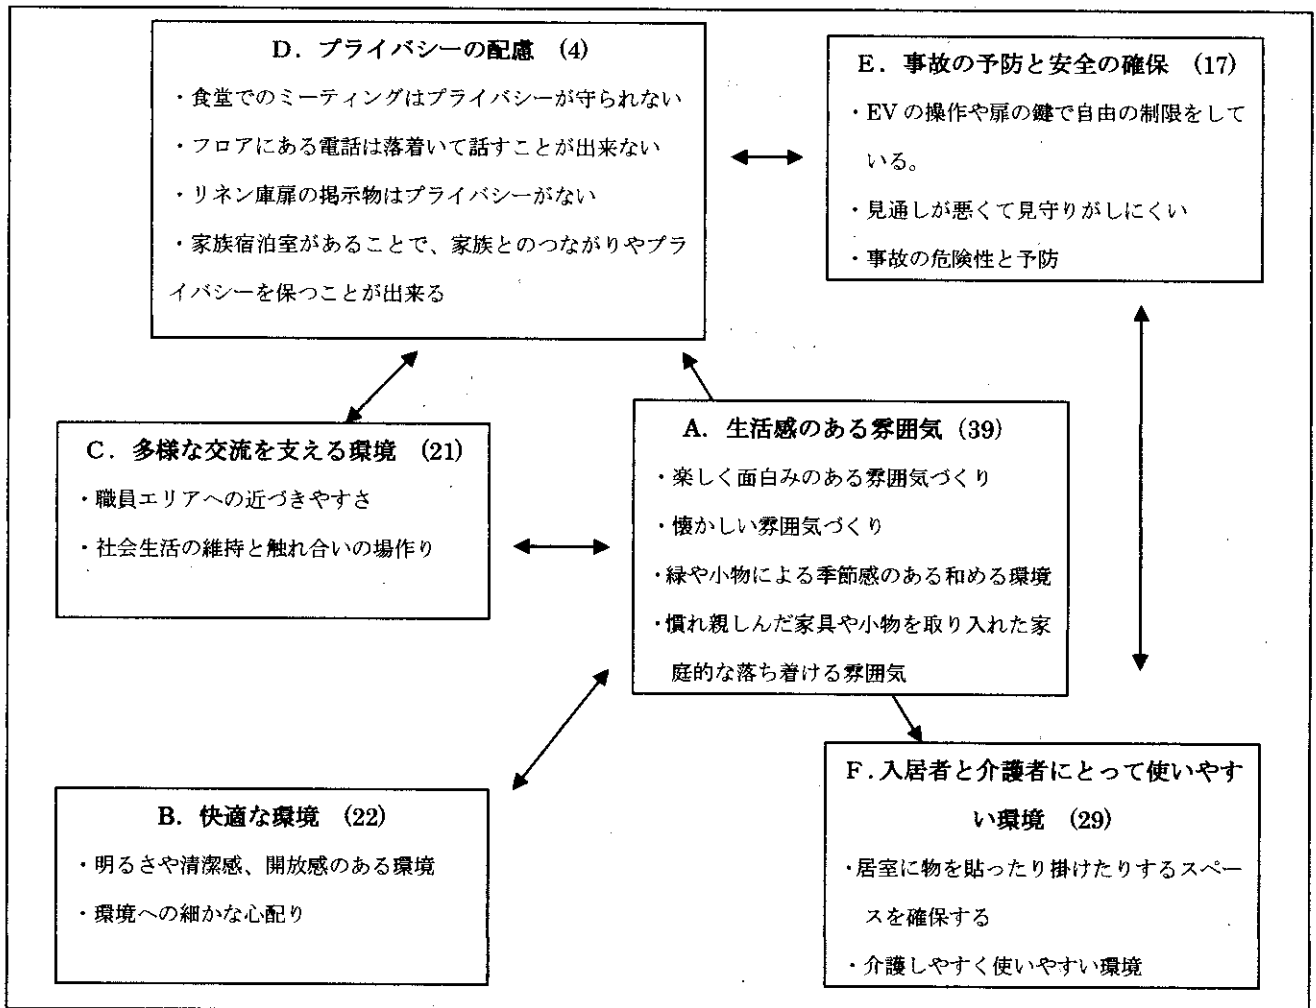 D．プライバシーの配慮 (4)
・食堂でのミーティングはプライバシーが守られない
・フロアにある電話は落着いて話すことが出来ない
・リネン庫扉の掲示物はプライバシーがない
・家族宿泊室があることで、家族とのつながりやプラ
イバシーを保つことが出来る
E．事故の予防と安全の確保 (17)
・EVの操作や扉の鍵で自由の制限をして
いる。
・見通しが悪くて見守りがしにくい
・事故の危険性と予防
C．多様な交流を支える環境 (21)
・職員エリアへの近づきやすさ
・社会生活の維持と触れ合いの場作り
A．生活感のある雰囲気 (39)
・楽しく面白みのある雰囲気づくり
・懐かしい雰囲気づくり
・緑や小物による季節感のある和める環境
・慣れ親しんだ家具や小物を取り入れた家
庭的な落ち着ける雰囲気
B．快適な環境 (22)
・明るさや清潔感、開放感のある環境
・環境への細かな心配り
F．入居者と介護者にとって使いやす
い環境 (29)
・居室に物を貼ったり掛けたりするスペー
スを確保する
・介護しやすく使いやすい環境